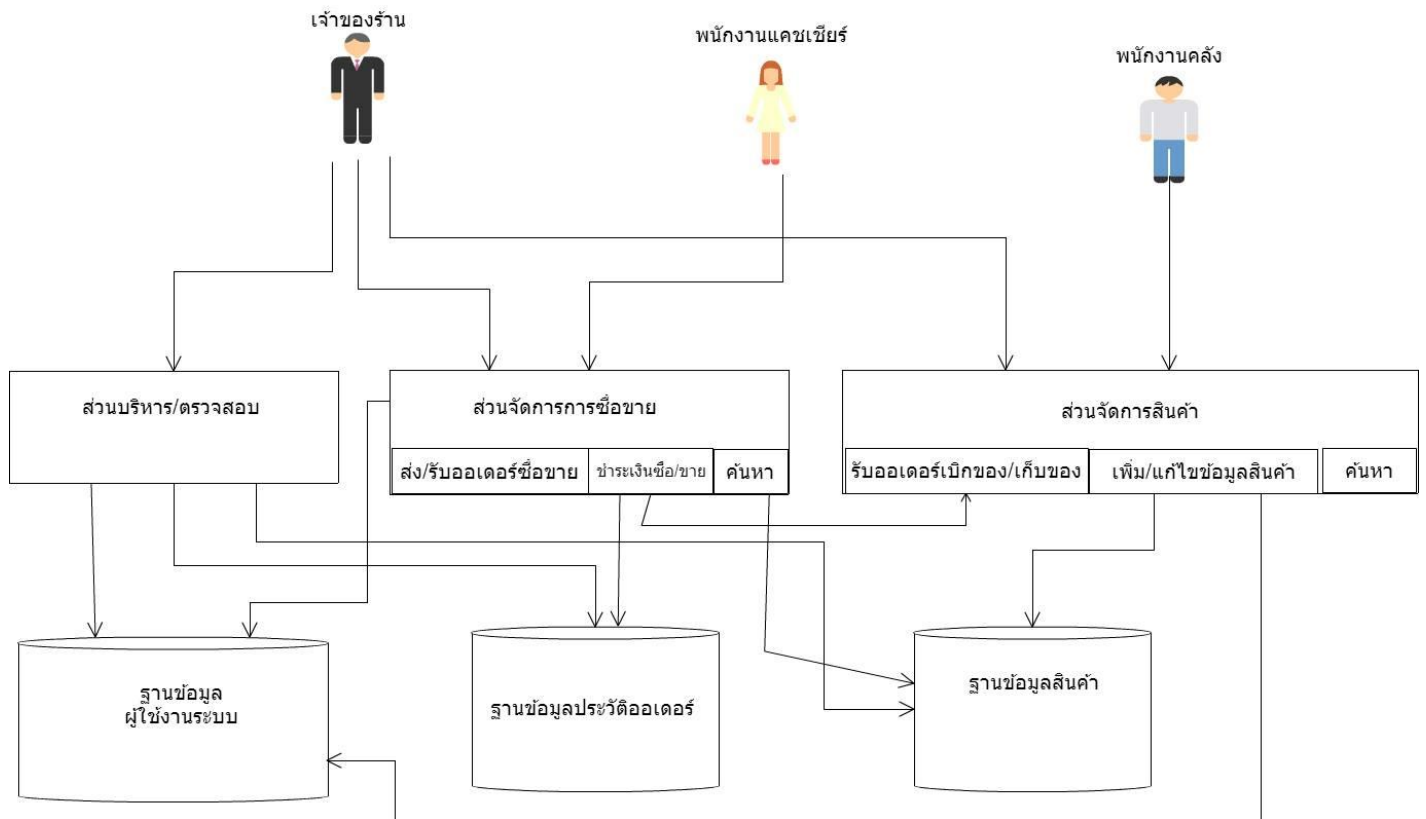 เจ้าของร้าน
พนักงานแคชเชียร์
พนักงานคลัง
ส่วนบริหาร/ตรวจสอบ
ส่วนจัดการการซื่อขาย
ส่วนจัดการสินค้า
ส่ง/รับออเดอร์ซื่อขาย
ชำระเงินซือ/ขาย
ค้นหา
รับออเดอร์เบิกของ/เก็บของ
เพิ่ม/แก้ไขข้อมูลสินค้า
ค้นหา
ฐานข้อมูล
ผู้ใช้งานระบบ
ฐานข้อมูลประวัติออเดอร์
ฐานข้อมูลสินค้า